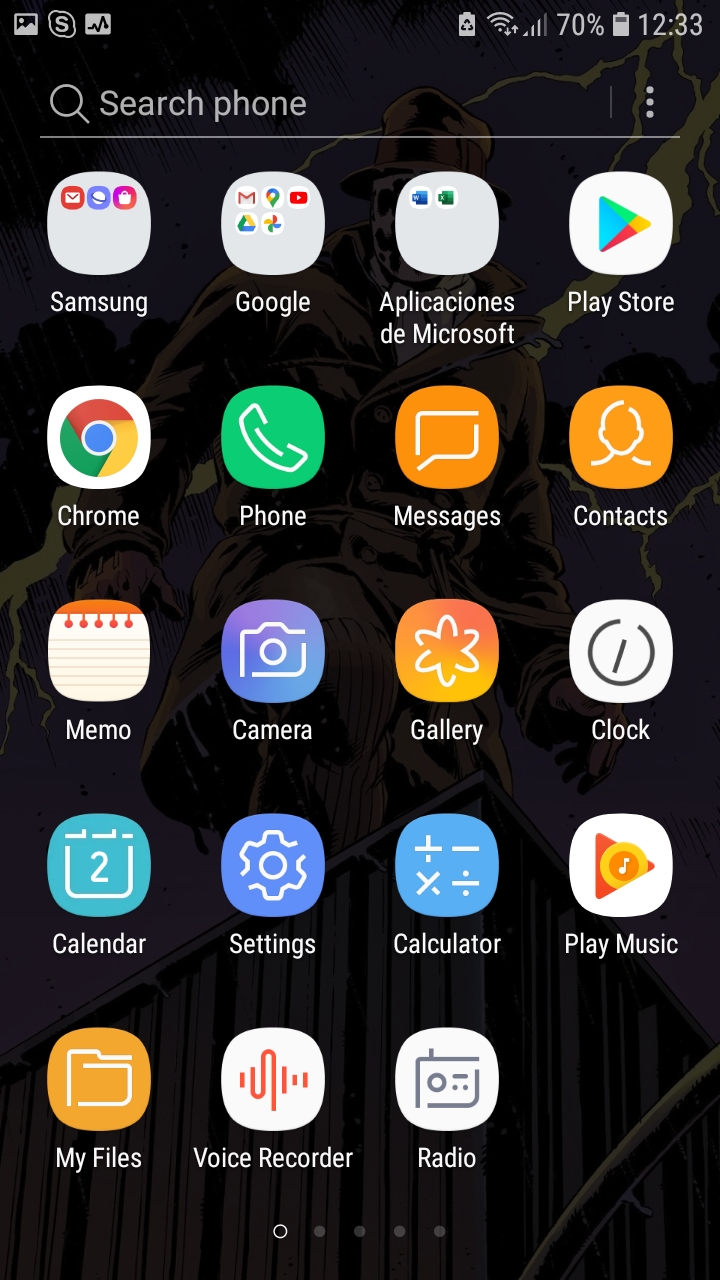 70% 12:33
Search phone
Samsung Google Aplicaciones de Microsoft Play Store
Chrome Phone Messages Contacts
Memo Camera Gallery Clock
2
Calendar Settings Calculator Play Music
My Files Voice Recorder Radio